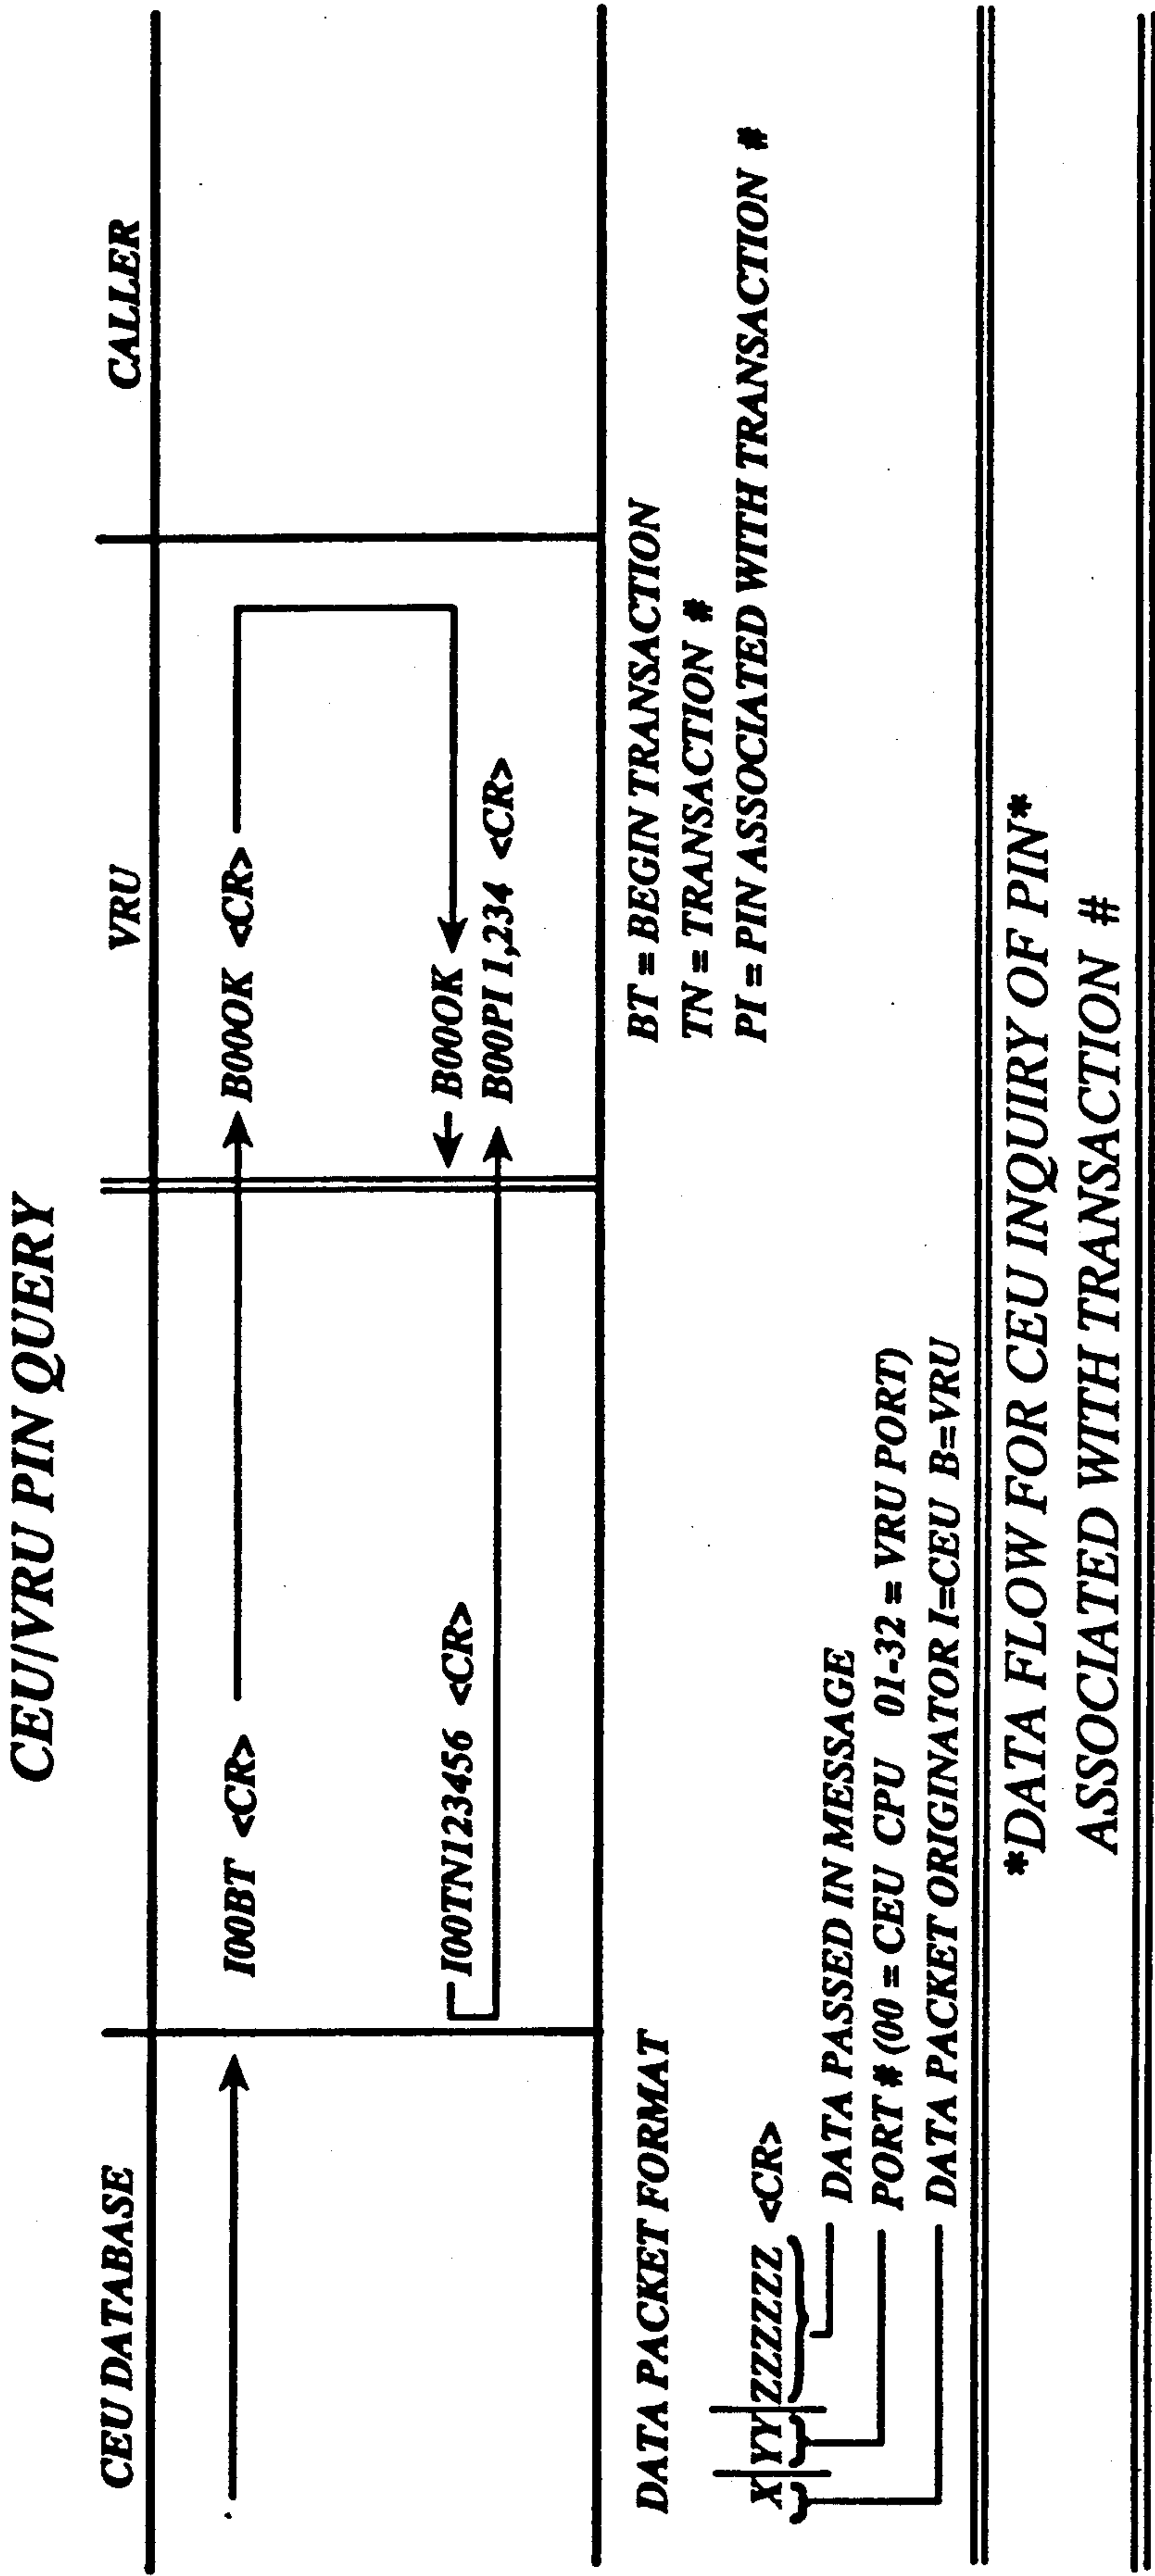 CEU/VRU PIN QUERY
CEU DATABASE VRU CALLER
I00BT <CR> B00OK <CR>
I00TN123456 <CR> B00OK
B00PI 1,234 <CR>
DATA PACKET FORMAT
BT = BEGIN TRANSACTION
TN = TRANSACTION #
PI = PIN ASSOCIATED WITH TRANSACTION #
X YY ZZZZZZ <CR>
DATA PASSED IN MESSAGE
PORT # (00 = CEU CPU 01-32 = VRU PORT)
DATA PACKET ORIGINATOR I=CEU B=VRU
*DATA FLOW FOR CEU INQUIRY OF PIN*
ASSOCIATED WITH TRANSACTION #